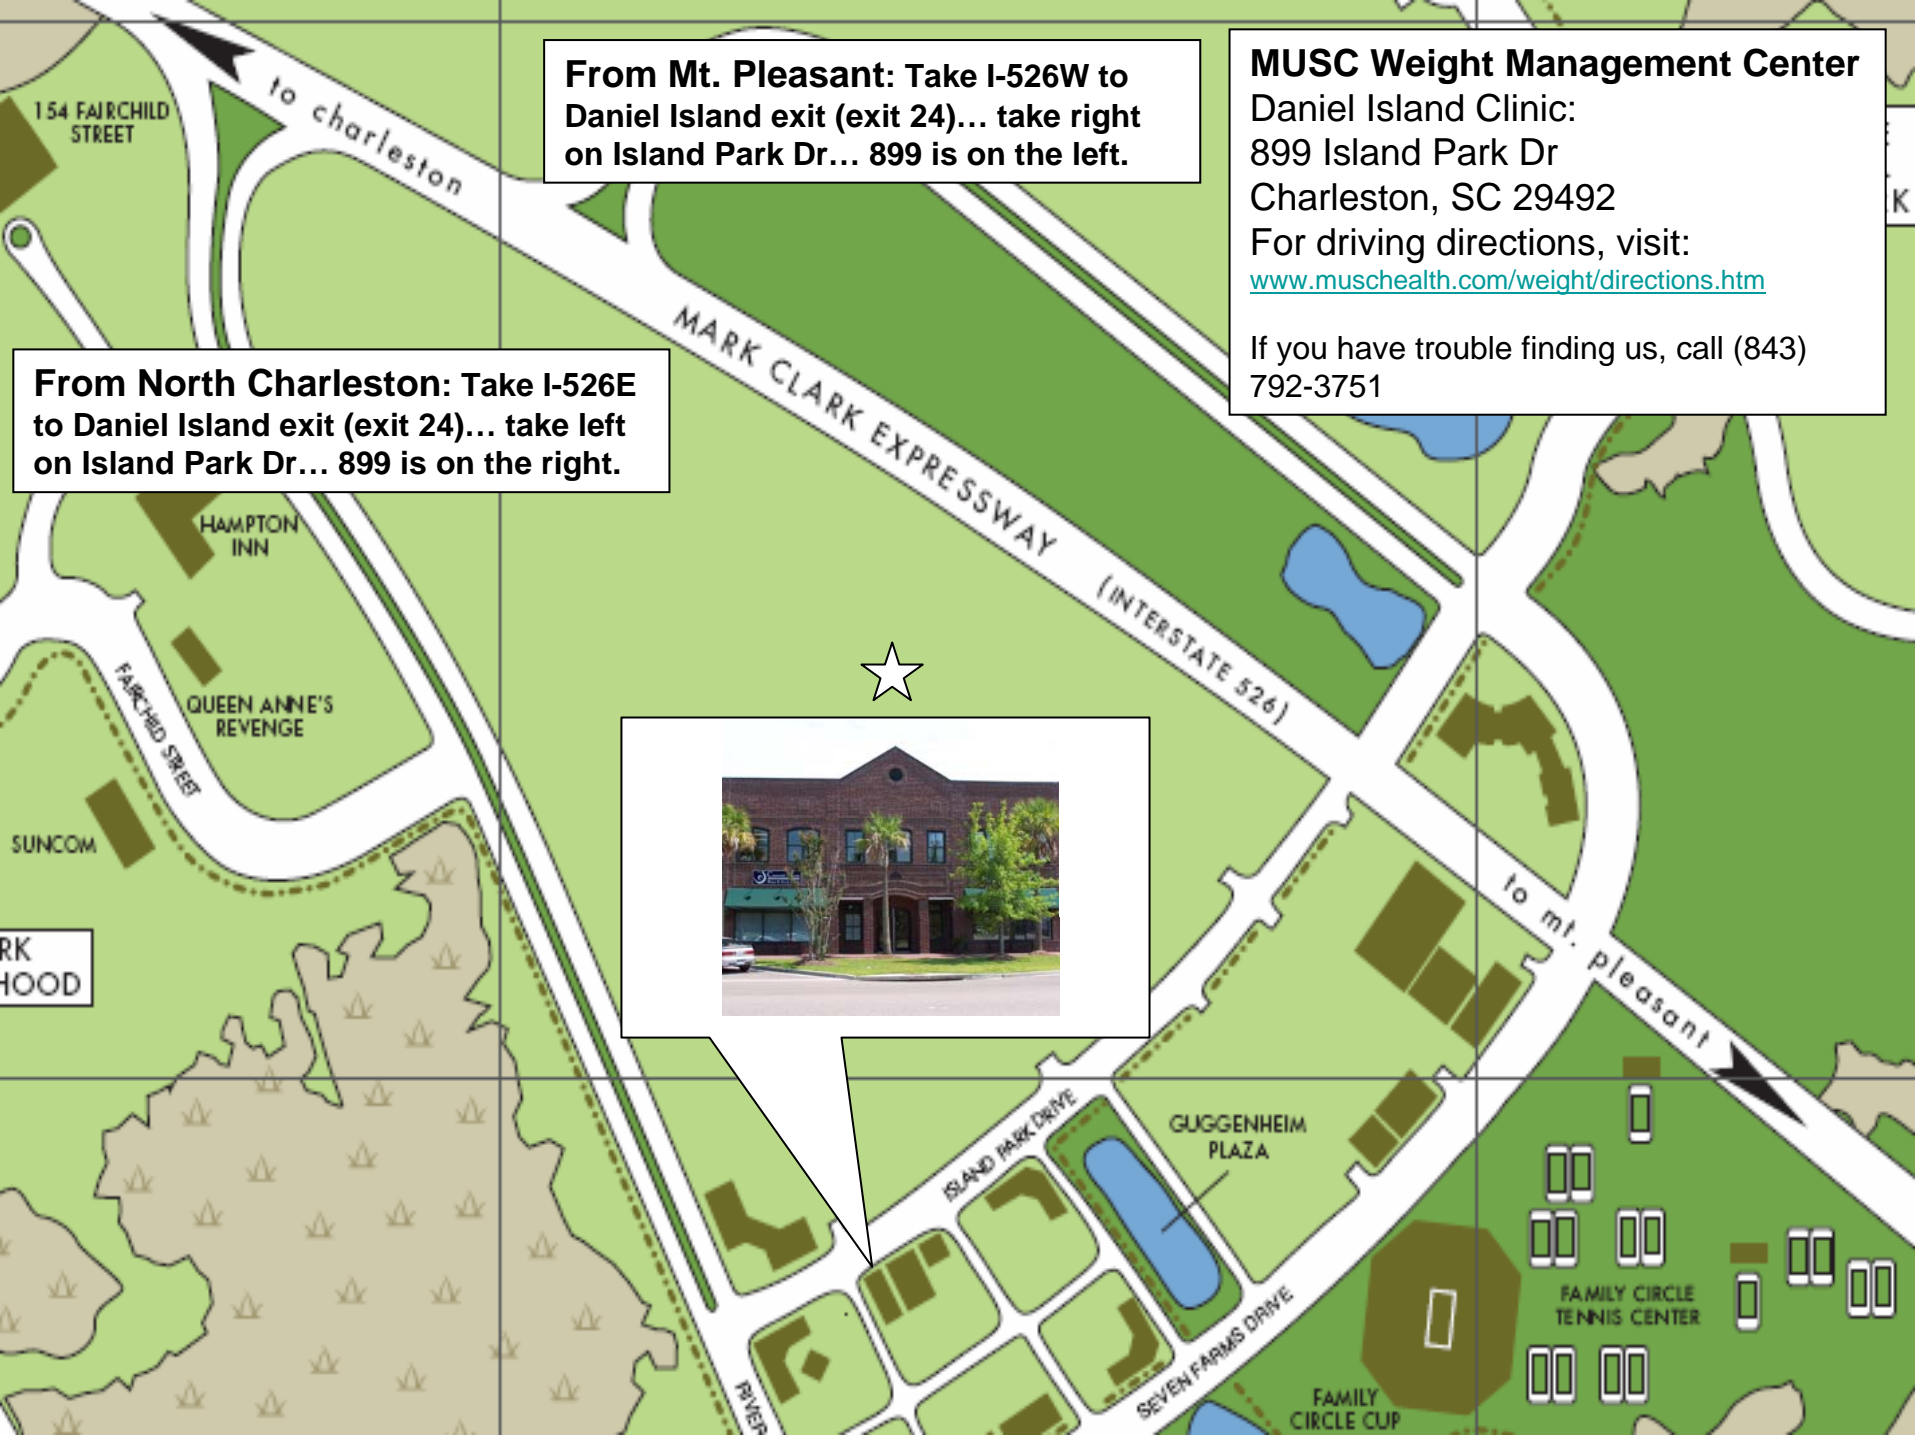 to charleston
154 FAIRCHILD
STREET
From Mt. Pleasant: Take I-526W to
Daniel Island exit (exit 24)… take right
on Island Park Dr… 899 is on the left.
MUSC Weight Management Center
Daniel Island Clinic:
899 Island Park Dr
Charleston, SC 29492
For driving directions, visit:
www.muschealth.com/weight/directions.htm
If you have trouble finding us, call (843)
792-3751
K
From North Charleston: Take I-526E
to Daniel Island exit (exit 24)… take left
on Island Park Dr… 899 is on the right.
MARK CLARK EXPRESSWAY (INTERSTATE 526)
HAMPTON
INN
QUEEN ANNE'S
REVENGE
FAIRCHILD STREET
SUNCOM
RK
HOOD
to mt. pleasant
ISLAND PARK DRIVE
GUGGENHEIM
PLAZA
SEVEN FARMS DRIVE
FAMILY CIRCLE
TENNIS CENTER
FAMILY
CIRCLE CUP
RIVER